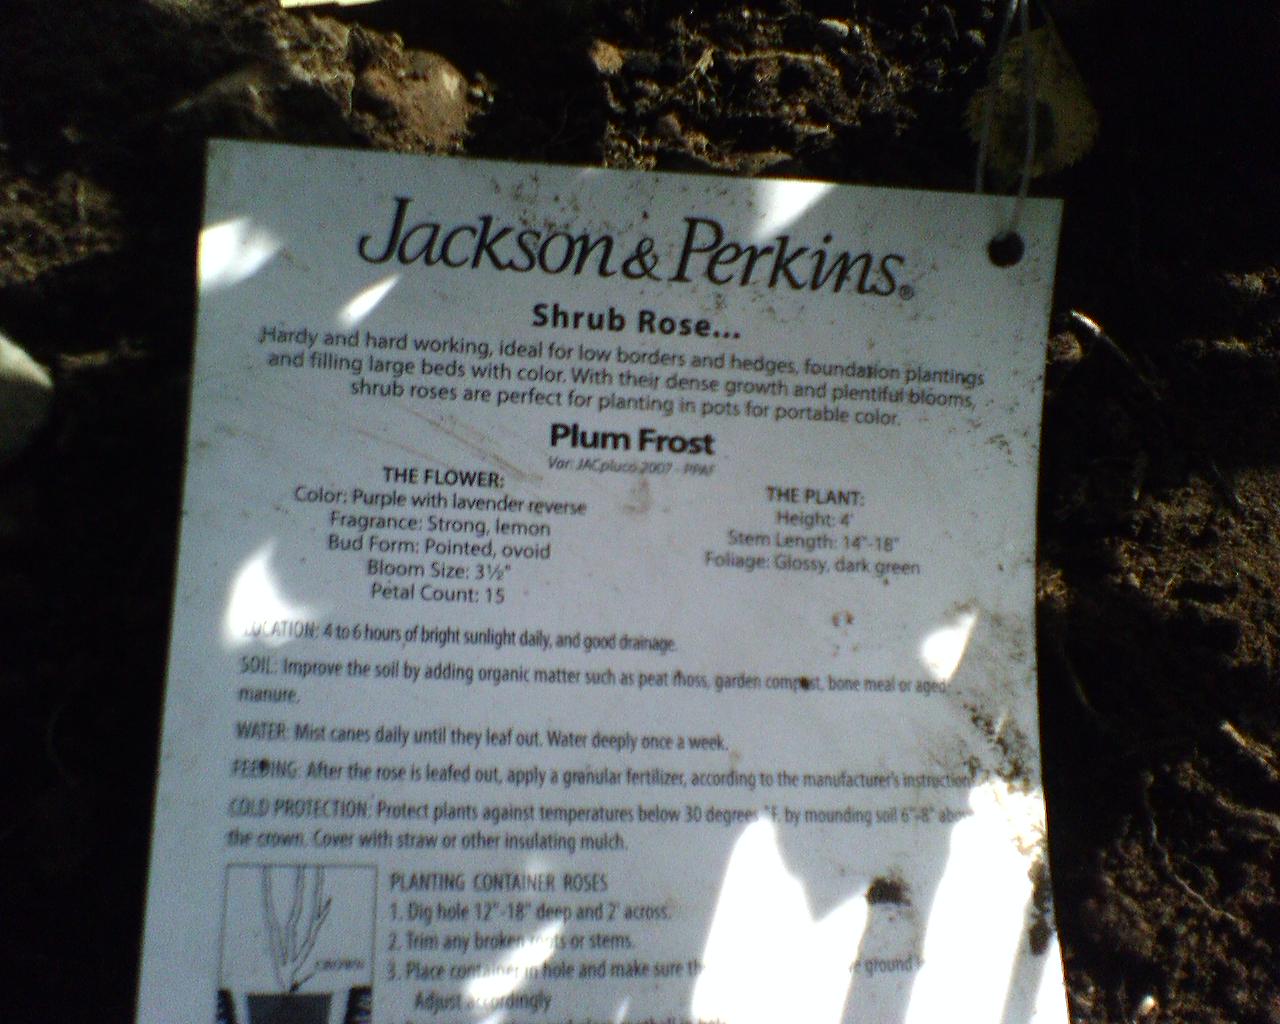 Jackson & Perkins®
Shrub Rose...
Hardy and hard working, ideal for low borders and hedges, foundation plantings
and filling large beds with color. With their dense growth and plentiful blooms,
shrub roses are perfect for planting in pots for portable color.
Plum Frost
Var: JACpluco 2007 - PPAF
THE FLOWER:
Color: Purple with lavender reverse
Fragrance: Strong, lemon
Bud Form: Pointed, ovoid
Bloom Size: 3½"
Petal Count: 15
THE PLANT:
Height: 4'
Stem Length: 14"-18"
Foliage: Glossy, dark green
LOCATION: 4 to 6 hours of bright sunlight daily, and good drainage.
SOIL: Improve the soil by adding organic matter such as peat moss, garden compost, bone meal or aged
manure.
WATER: Mist canes daily until they leaf out. Water deeply once a week.
FEEDING: After the rose is leafed out, apply a granular fertilizer, according to the manufacturer's instructions
COLD PROTECTION: Protect plants against temperatures below 30 degrees °F. by mounding soil 6"-8" above
the crown. Cover with straw or other insulating mulch.
CROWN
PLANTING CONTAINER ROSES
1. Dig hole 12"-18" deep and 2' across.
2. Trim any broken roots or stems.
3. Place container in hole and make sure ground
Adjust accordingly